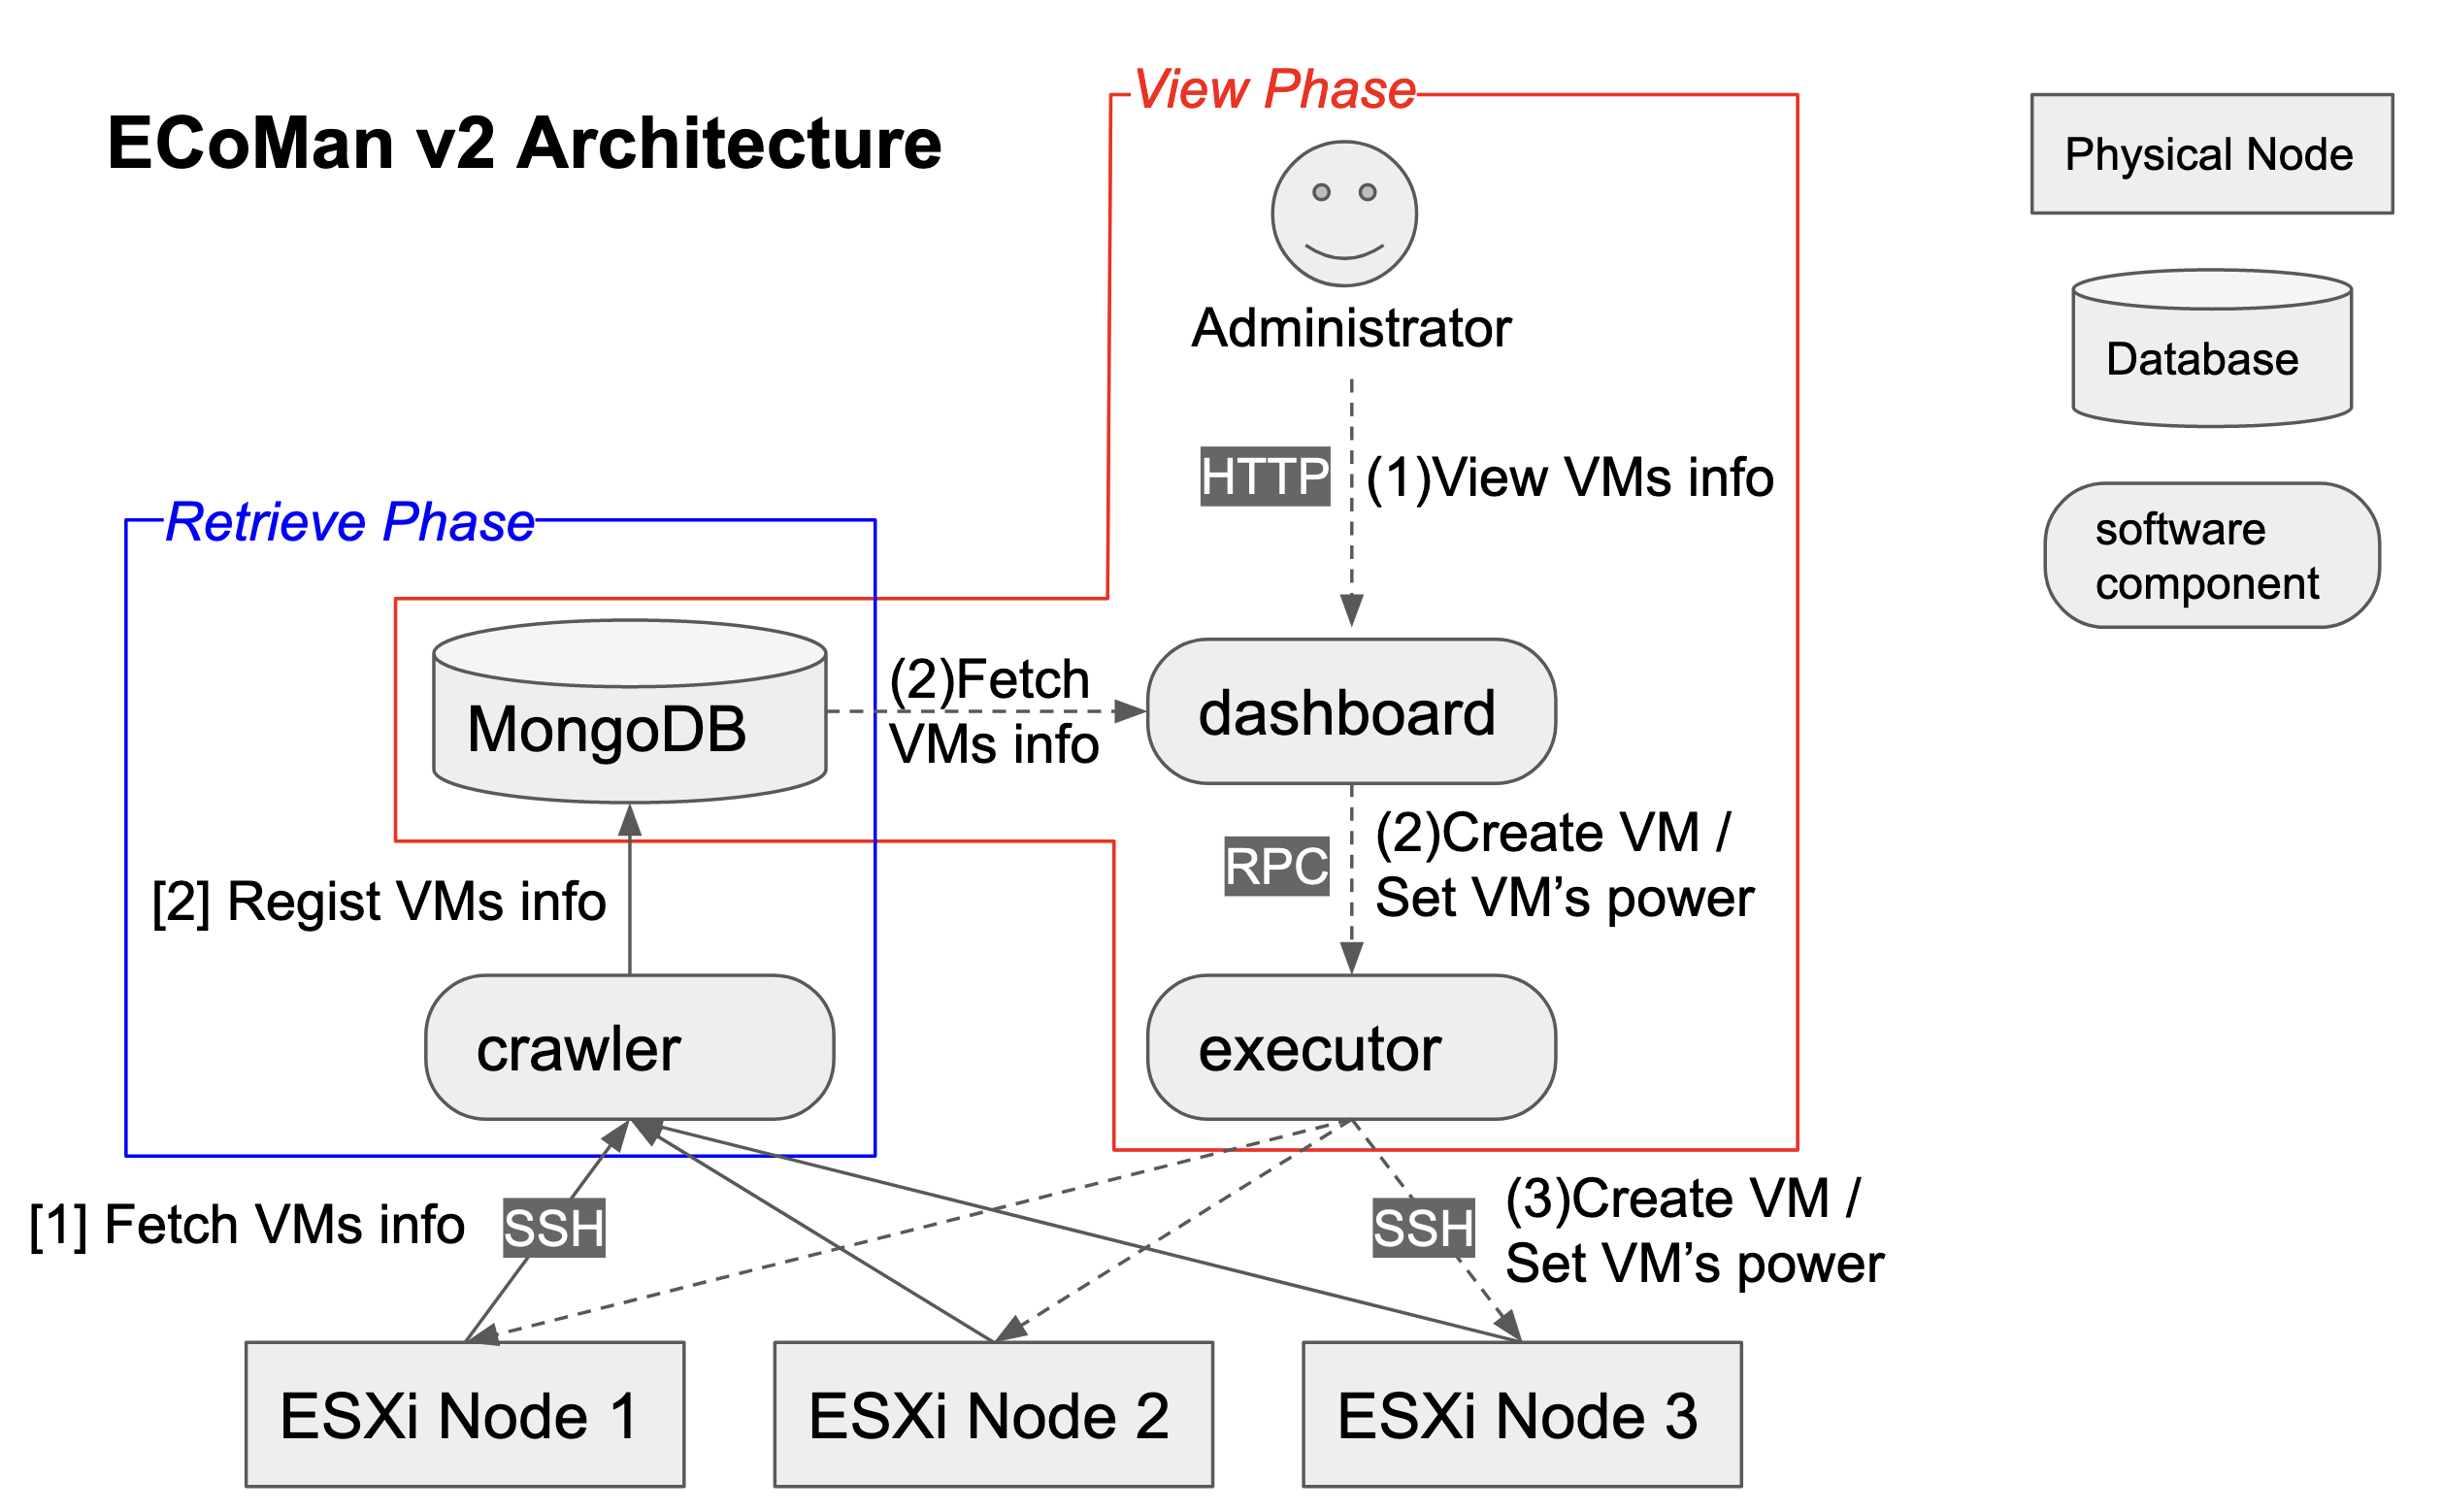 ECoMan v2 Architecture
View Phase
Administrator
HTTP
(1)View VMs info
Physical Node
Database
software
component
Retrieve Phase
MongoDB
(2)Fetch
VMs info
dashboard
[2] Regist VMs info
RPC
(2)Create VM /
Set VM’s power
crawler
executor
[1] Fetch VMs info
SSH
SSH
(3)Create VM /
Set VM’s power
ESXi Node 1
ESXi Node 2
ESXi Node 3